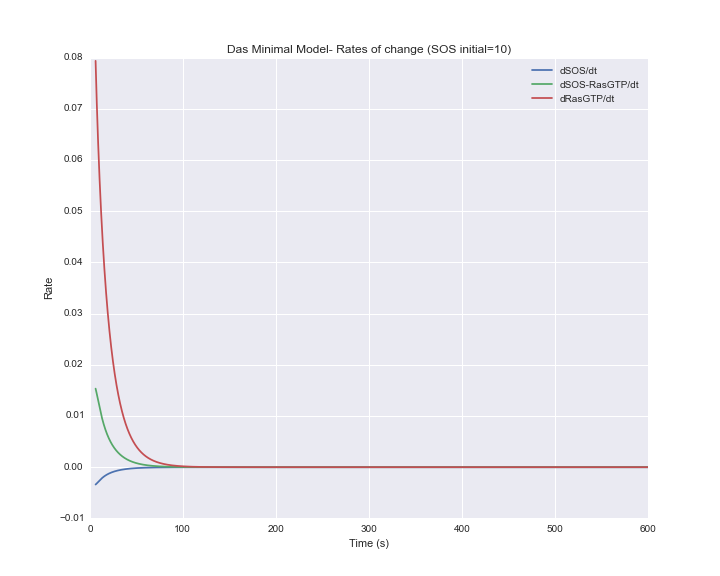 Das Minimal Model- Rates of change (SOS initial=10)
dSOS/dt
dSOS-RasGTP/dt
dRasGTP/dt
0.08
0.07
0.06
0.05
0.04
0.03
0.02
0.01
0.00
−0.01
Rate
0 100 200 300 400 500 600
Time (s)